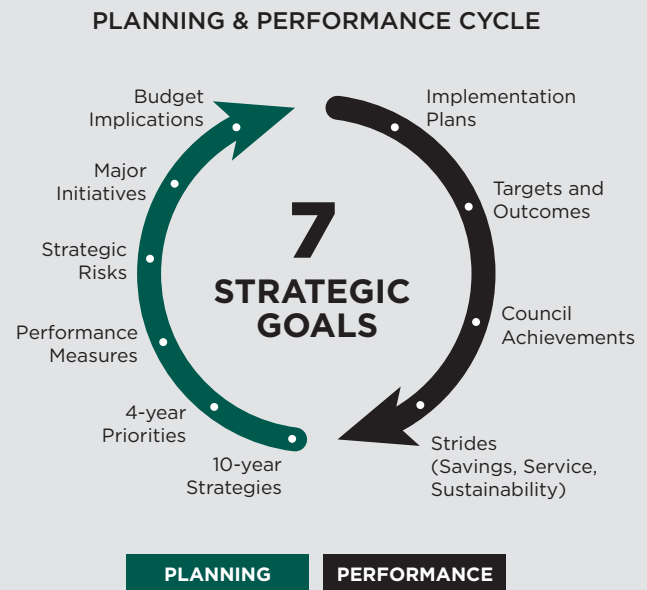 PLANNING & PERFORMANCE CYCLE
Budget
Implications
Major
Initiatives
Strategic
Risks
Performance
Measures
4-year
Priorities
10-year
Strategies
7
STRATEGIC
GOALS
Implementation
Plans
Targets and
Outcomes
Council
Achievements
Strides
(Savings, Service,
Sustainability)
PLANNING
PERFORMANCE